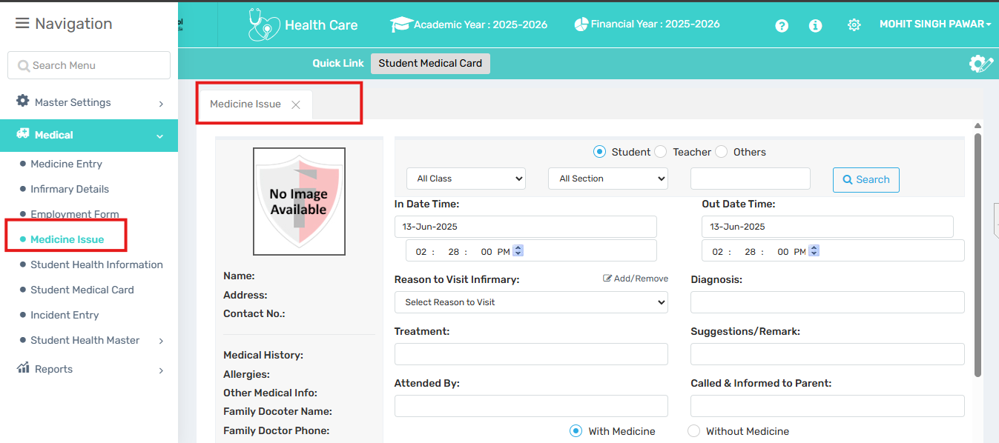 Navigation
Search Menu
Master Settings
Medical
Medicine Entry
Infirmary Details
Employment Form
Medicine Issue
Student Health Information
Student Medical Card
Incident Entry
Student Health Master
Reports
Health Care
Academic Year : 2025-2026
Financial Year : 2025-2026
MOHIT SINGH PAWAR
Quick Link
Student Medical Card
Medicine Issue
No Image
Available
Name:
Address:
Contact No.:
Medical History:
Allergies:
Other Medical Info:
Family Docoter Name:
Family Doctor Phone:
Student Teacher Others
All Class All Section Search
In Date Time: Out Date Time:
13-Jun-2025 13-Jun-2025
02 : 28 : 00 PM 02 : 28 : 00 PM
Reason to Visit Infirmary: Add/Remove Diagnosis:
Select Reason to Visit
Treatment: Suggestions/Remark:
Attended By: Called & Informed to Parent:
With Medicine Without Medicine